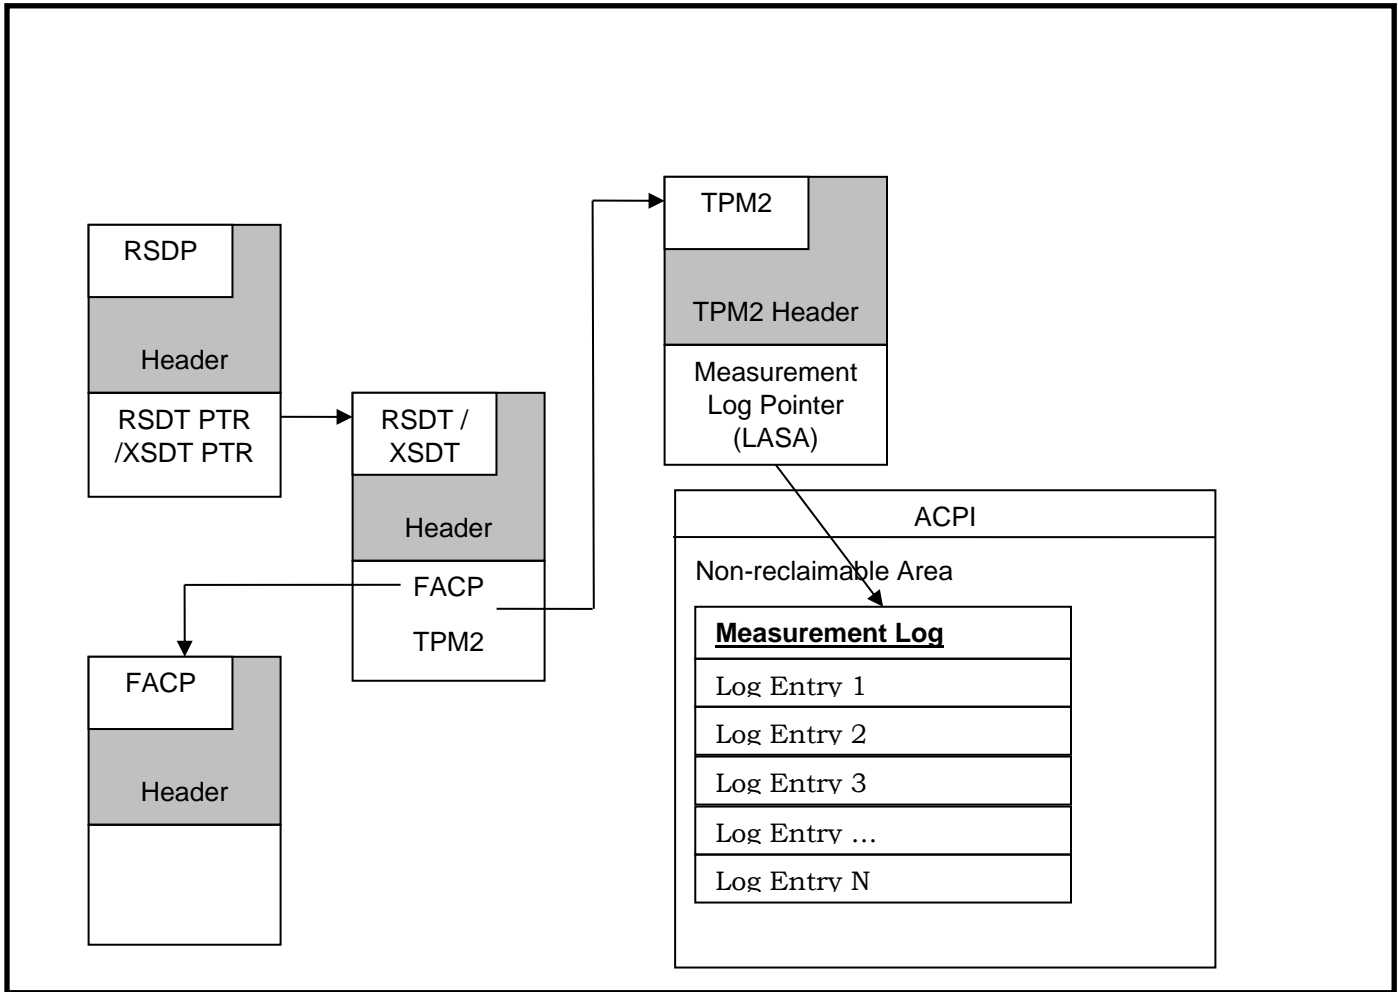 RSDP
Header
RSDT PTR
/XSDT PTR
RSDT /
XSDT
Header
FACP
TPM2
FACP
Header
TPM2
TPM2 Header
Measurement
Log Pointer
(LASA)
ACPI
Non-reclaimable Area
Measurement Log
Log Entry 1
Log Entry 2
Log Entry 3
Log Entry …
Log Entry N